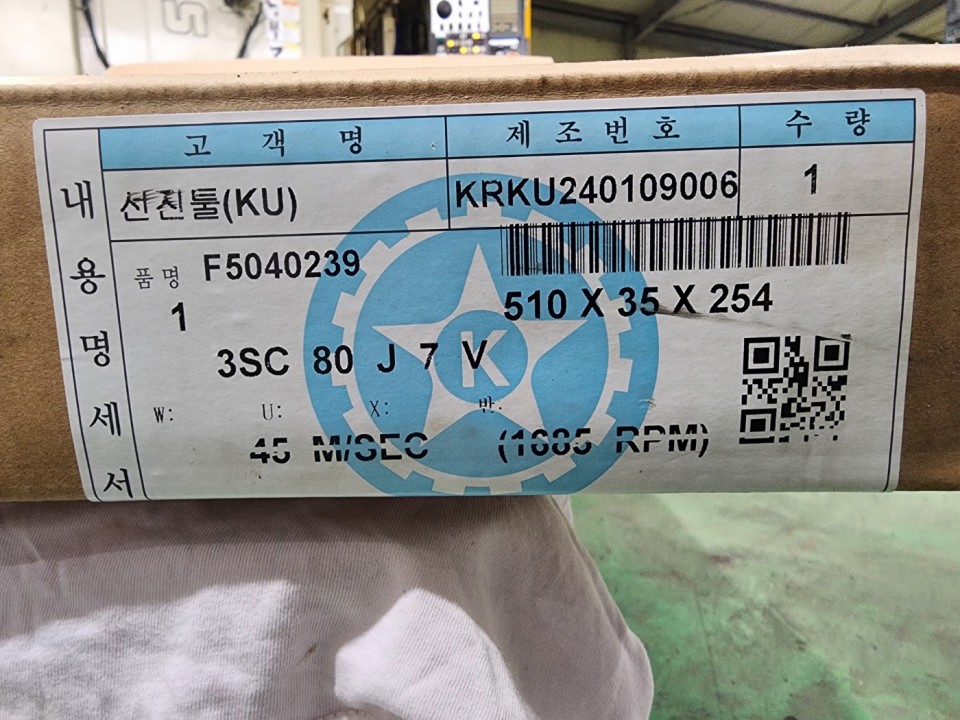 내용명세서
고객명 제조번호 수량
선진툴(KU) KRKU240109006 1
품명 F5040239
1 510 X 35 X 254
3SC 80 J 7 V
K
W: U: X: 반:
45 M/SEC (1685 RPM)